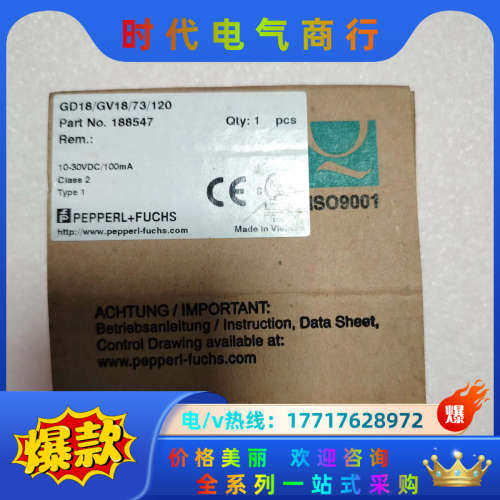 时代电气商行
GD18/GV18/73/120
Part No. 188547 Qty: 1 pcs
Rem.:
10-30VDC/100mA
Class 2
Type 1
CE
PEPPERL+FUCHS
http://www.pepperl-fuchs.com
Made in
Q
ISO9001
ACHTUNG / IMPORTANT:
Betriebsanleitung / Instruction, Data Sheet,
Control Drawing available at:
www.pepperl-fuchs.com
爆款
电/v热线：17717628972
爆
价格美丽 欢迎咨询
全系列一站式采购